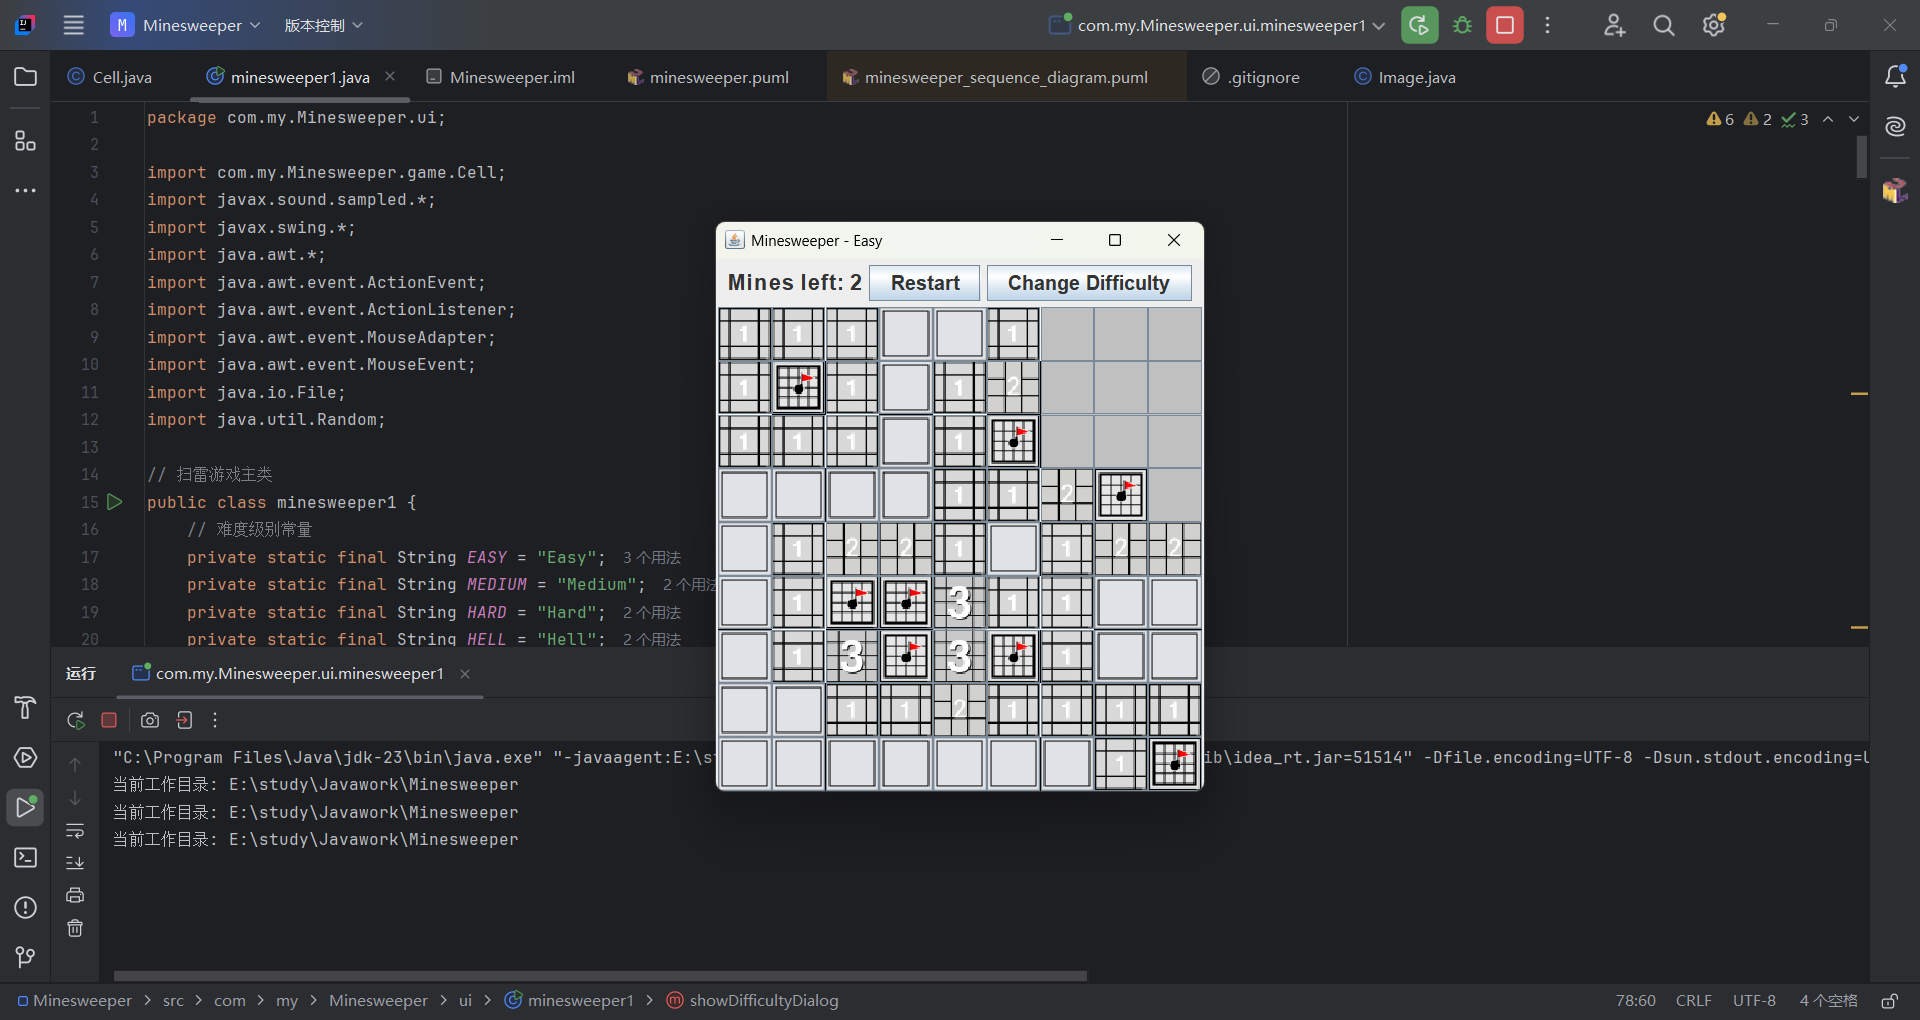 M Minesweeper 版本控制 com.my.Minesweeper.ui.minesweeper1
Cell.java minesweeper1.java Minesweeper.iml minesweeper.puml minesweeper_sequence_diagram.puml .gitignore Image.java
6 2 3
1 package com.my.Minesweeper.ui;
2
3 import com.my.Minesweeper.game.Cell;
4 import javax.sound.sampled.*;
5 import javax.swing.*;
6 import java.awt.*;
7 import java.awt.event.ActionEvent;
8 import java.awt.event.ActionListener;
9 import java.awt.event.MouseAdapter;
10 import java.awt.event.MouseEvent;
11 import java.io.File;
12 import java.util.Random;
13
14 // 扫雷游戏主类
15 public class minesweeper1 {
16 // 难度级别常量
17 private static final String EASY = "Easy"; 3 个用法
18 private static final String MEDIUM = "Medium"; 2 个用法
19 private static final String HARD = "Hard"; 2 个用法
20 private static final String HELL = "Hell"; 2 个用法
Minesweeper - Easy
Mines left: 2 Restart Change Difficulty
1 1 1 1
1 1 1 2
1 1 1 1
1 1 2
1 2 2 1 1 2 2
1 3 1 1
1 3 3 1
1 1 2 1 1 1 1
1
运行 com.my.Minesweeper.ui.minesweeper1
"C:\Program Files\Java\jdk-23\bin\java.exe" "-javaagent:E:\s ib\idea_rt.jar=51514" -Dfile.encoding=UTF-8 -Dsun.stdout.encoding=
当前工作目录: E:\study\Javawork\Minesweeper
当前工作目录: E:\study\Javawork\Minesweeper
当前工作目录: E:\study\Javawork\Minesweeper
Minesweeper > src > com > my > Minesweeper > ui > minesweeper1 > m showDifficultyDialog 78:60 CRLF UTF-8 4 个空格